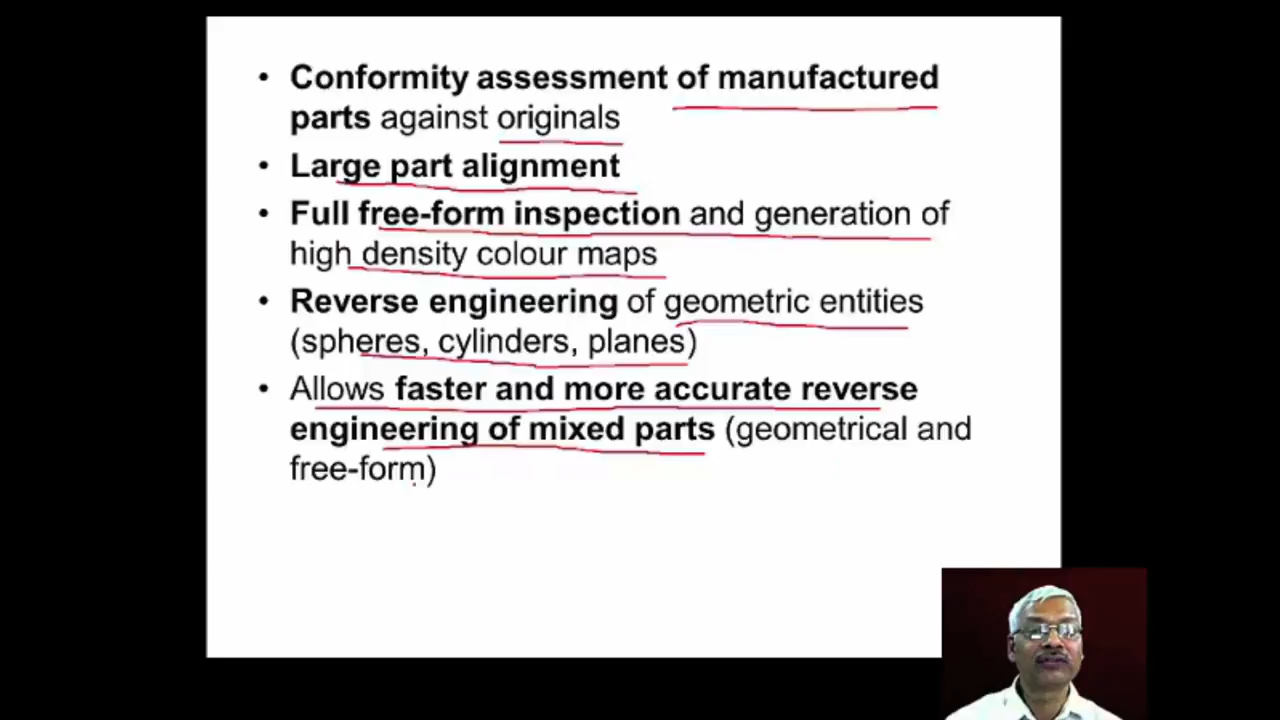 • Conformity assessment of manufactured
parts against originals
• Large part alignment
• Full free-form inspection and generation of
high density colour maps
• Reverse engineering of geometric entities
(spheres, cylinders, planes)
• Allows faster and more accurate reverse
engineering of mixed parts (geometrical and
free-form)